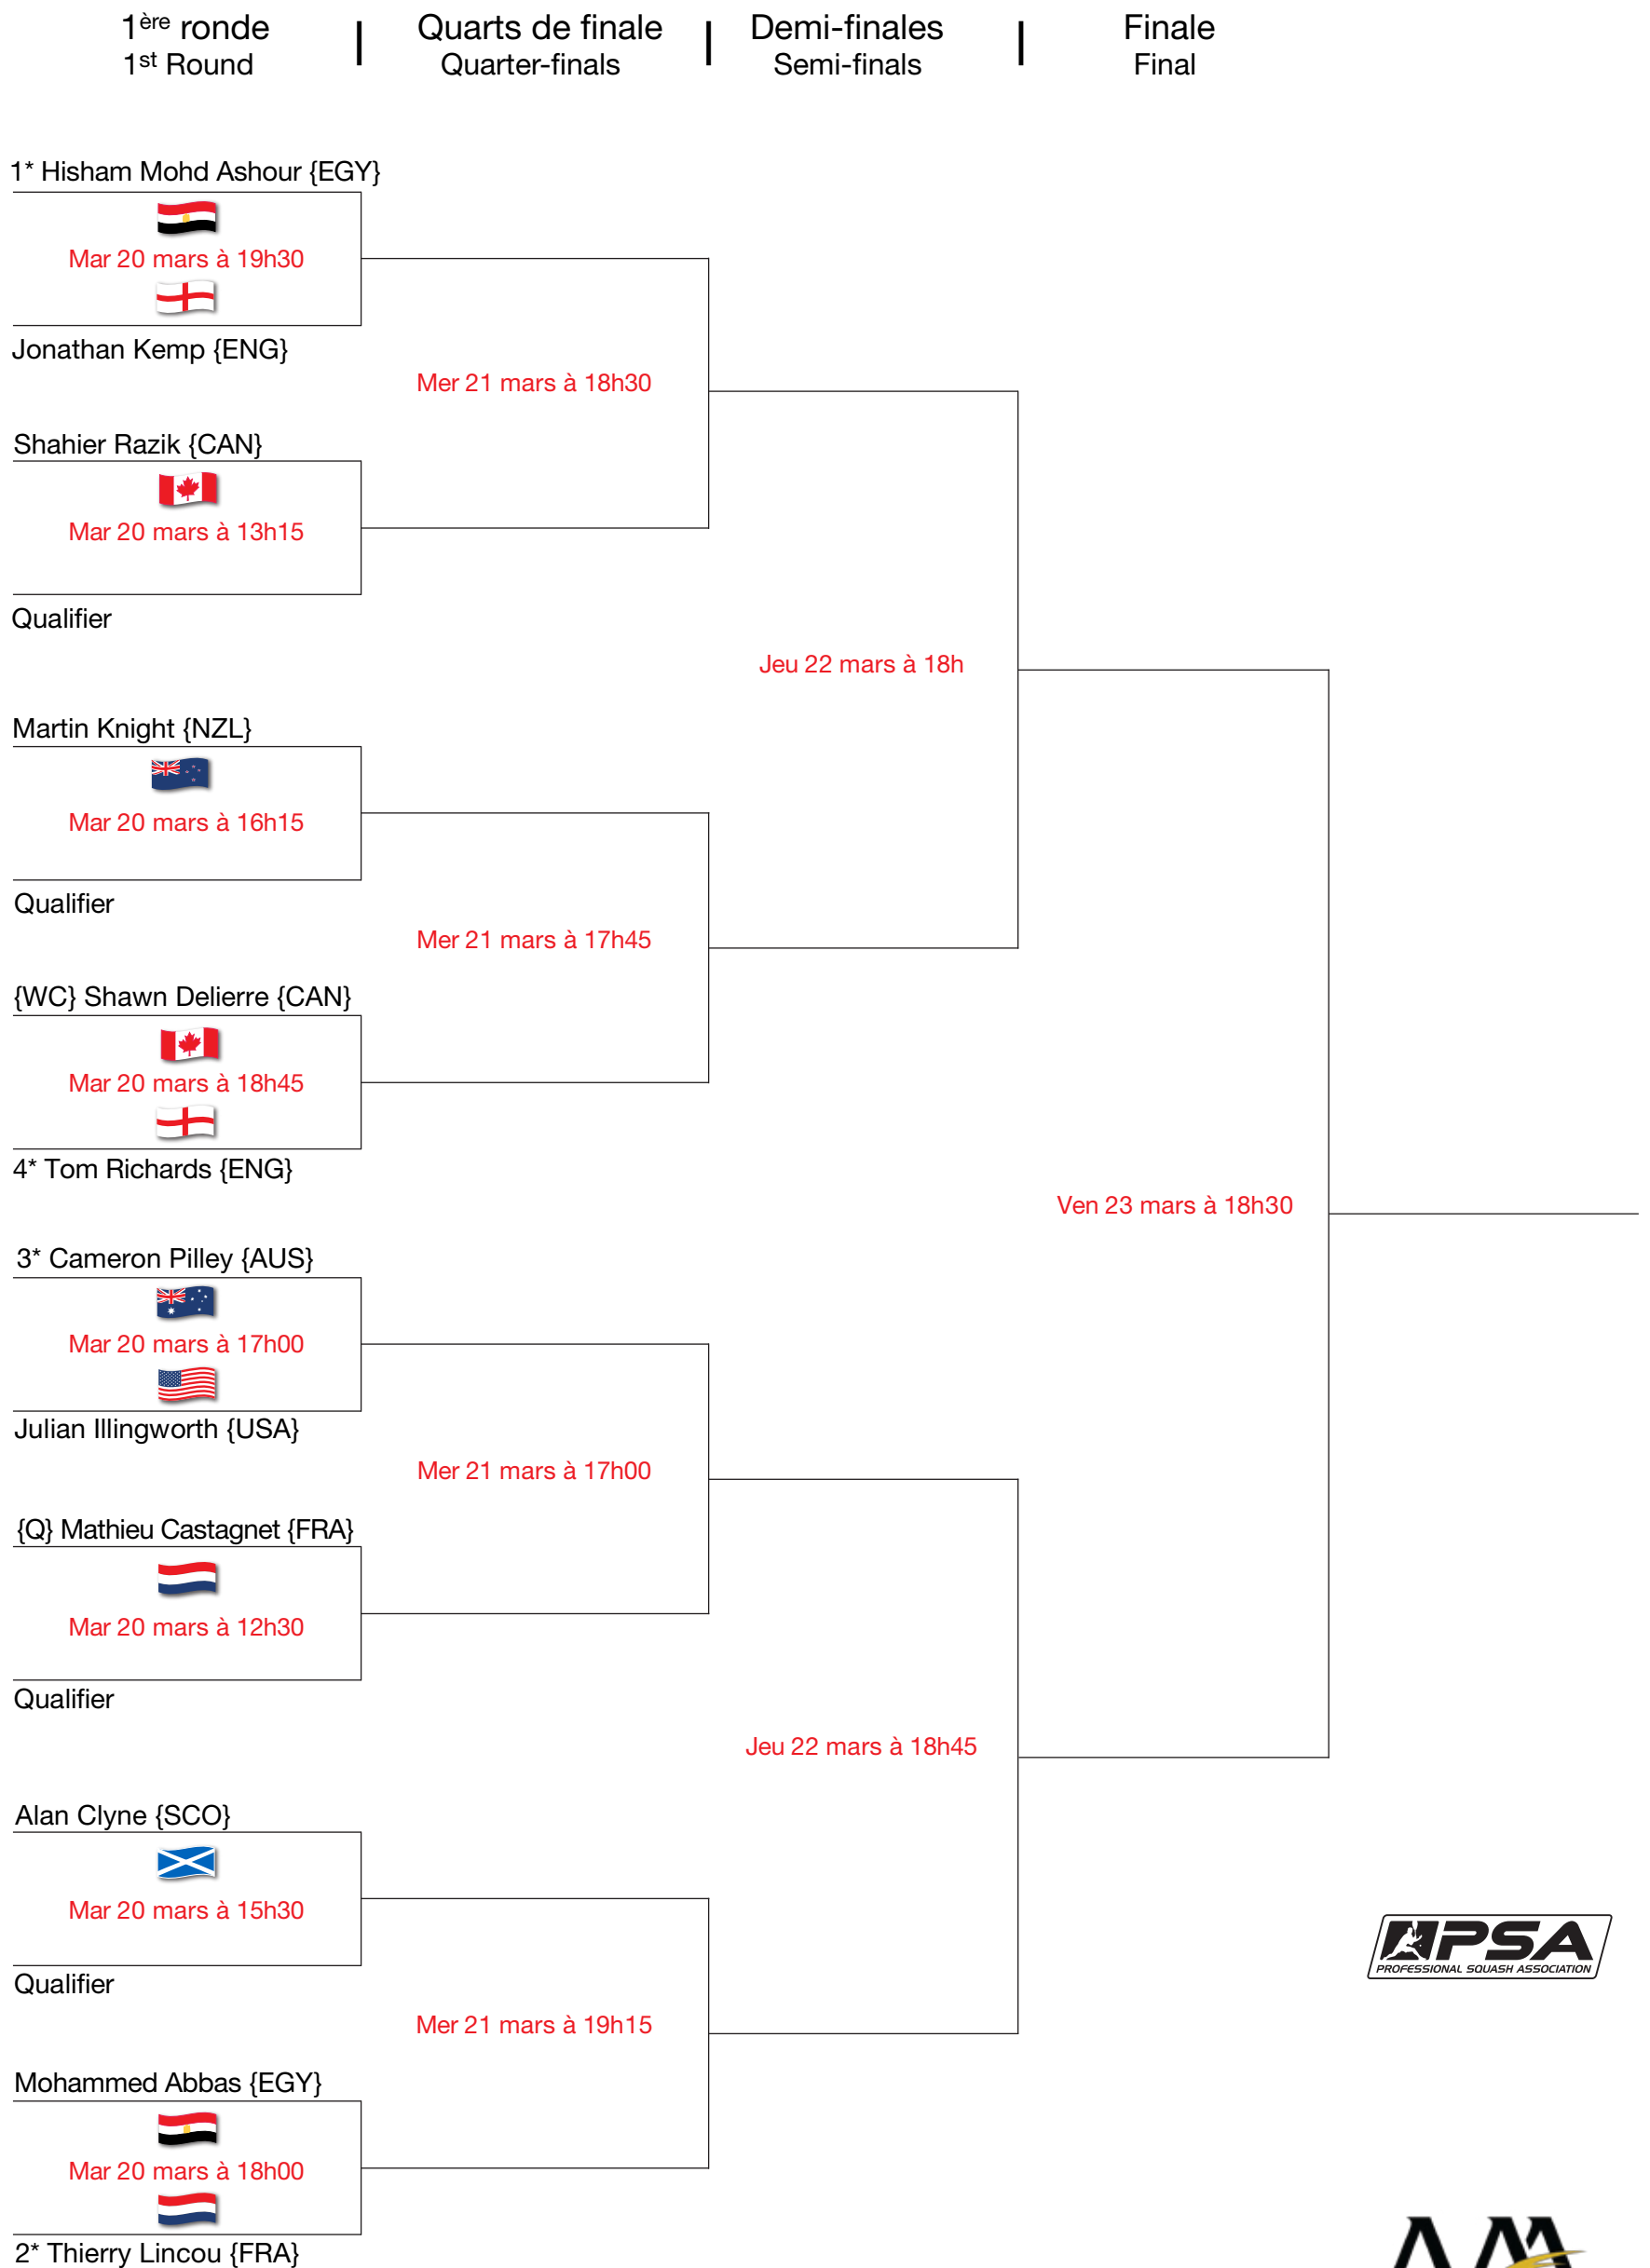 1ère ronde
1st Round
Quarts de finale
Quarter-finals
Demi-finales
Semi-finals
Finale
Final
1* Hisham Mohd Ashour {EGY}
Mar 20 mars à 19h30
Jonathan Kemp {ENG}
Mer 21 mars à 18h30
Shahier Razik {CAN}
Mar 20 mars à 13h15
Qualifier
Jeu 22 mars à 18h
Martin Knight {NZL}
Mar 20 mars à 16h15
Qualifier
Mer 21 mars à 17h45
{WC} Shawn Delierre {CAN}
Mar 20 mars à 18h45
4* Tom Richards {ENG}
Ven 23 mars à 18h30
3* Cameron Pilley {AUS}
Mar 20 mars à 17h00
Julian Illingworth {USA}
Mer 21 mars à 17h00
{Q} Mathieu Castagnet {FRA}
Mar 20 mars à 12h30
Qualifier
Jeu 22 mars à 18h45
Alan Clyne {SCO}
Mar 20 mars à 15h30
Qualifier
PSA
PROFESSIONAL SQUASH ASSOCIATION
Mer 21 mars à 19h15
Mohammed Abbas {EGY}
Mar 20 mars à 18h00
2* Thierry Lincou {FRA}